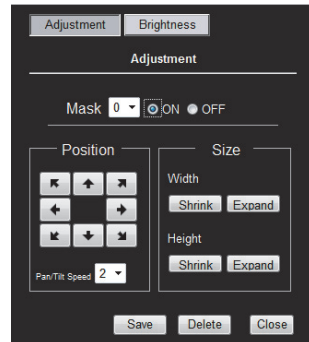 Adjustment Brightness
Adjustment
Mask 0 ON OFF
Position
Pan/Tilt Speed 2
Size
Width
Shrink Expand
Height
Shrink Expand
Save Delete Close